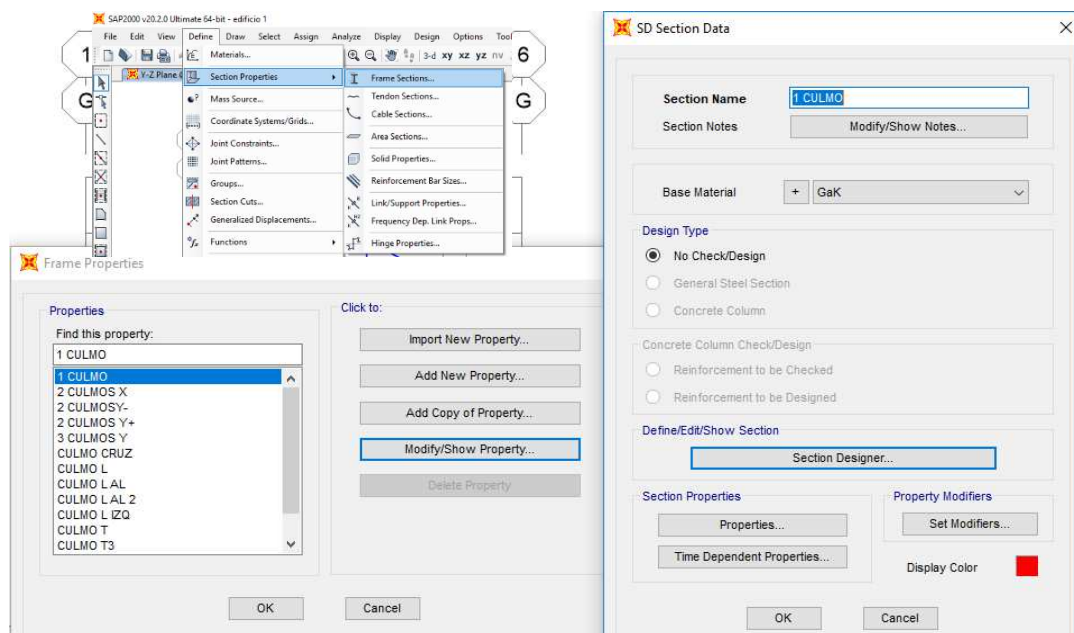 SAP2000 v20.2.0 Ultimate 64-bit - edificio 1
File Edit View Define Draw Select Assign Analyze Display Design Options Tool
3-d xy xz yz nv
1
6
G
G
Y-Z Plane
Materials...
Section Properties
Mass Source...
Coordinate Systems/Grids...
Joint Constraints...
Joint Patterns...
Groups...
Section Cuts...
Generalized Displacements...
Functions
Frame Sections...
Tendon Sections...
Cable Sections...
Area Sections...
Solid Properties...
Reinforcement Bar Sizes...
Link/Support Properties...
Frequency Dep. Link Props...
Hinge Properties...
Frame Properties
Properties
Find this property:
1 CULMO
1 CULMO
2 CULMOS X
2 CULMOSY-
2 CULMOS Y+
3 CULMOS Y
CULMO CRUZ
CULMO L
CULMO L AL
CULMO L AL 2
CULMO L IZQ
CULMO T
CULMO T3
Click to:
Import New Property...
Add New Property...
Add Copy of Property...
Modify/Show Property...
Delete Property
OK
Cancel
SD Section Data
Section Name
1 CULMO
Section Notes
Modify/Show Notes...
Base Material
+
GaK
Design Type
No Check/Design
General Steel Section
Concrete Column
Concrete Column Check/Design
Reinforcement to be Checked
Reinforcement to be Designed
Define/Edit/Show Section
Section Designer...
Section Properties
Properties...
Time Dependent Properties...
Property Modifiers
Set Modifiers...
Display Color
OK
Cancel